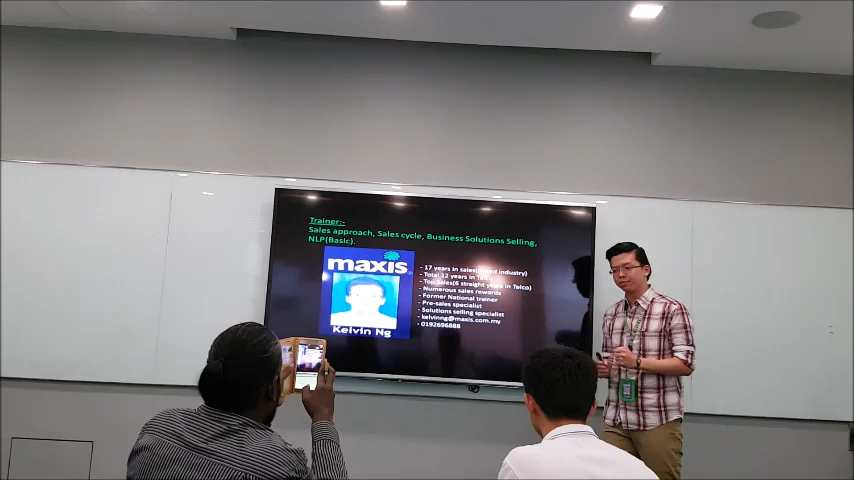 Trainer:-
Sales approach, Sales cycle, Business Solutions Selling,
NLP(Basic).
maxis
Kelvin Ng
- 17 years in sales( industry)
- Total 12 years in Telco
- Top Sales(6 straight years in Telco)
- Numerous sales rewards
- Former National trainer
- Pre-sales specialist
- Solutions selling specialist
- kelvinng@maxis.com.my
- 0192698886